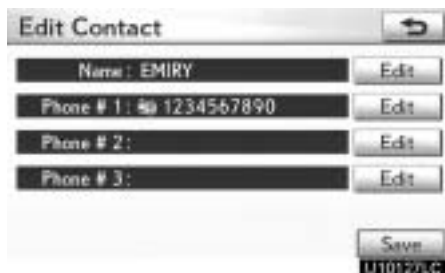 Edit Contact
Name: EMIRY Edit
Phone # 1: 1234567890 Edit
Phone # 2: Edit
Phone # 3: Edit
Save